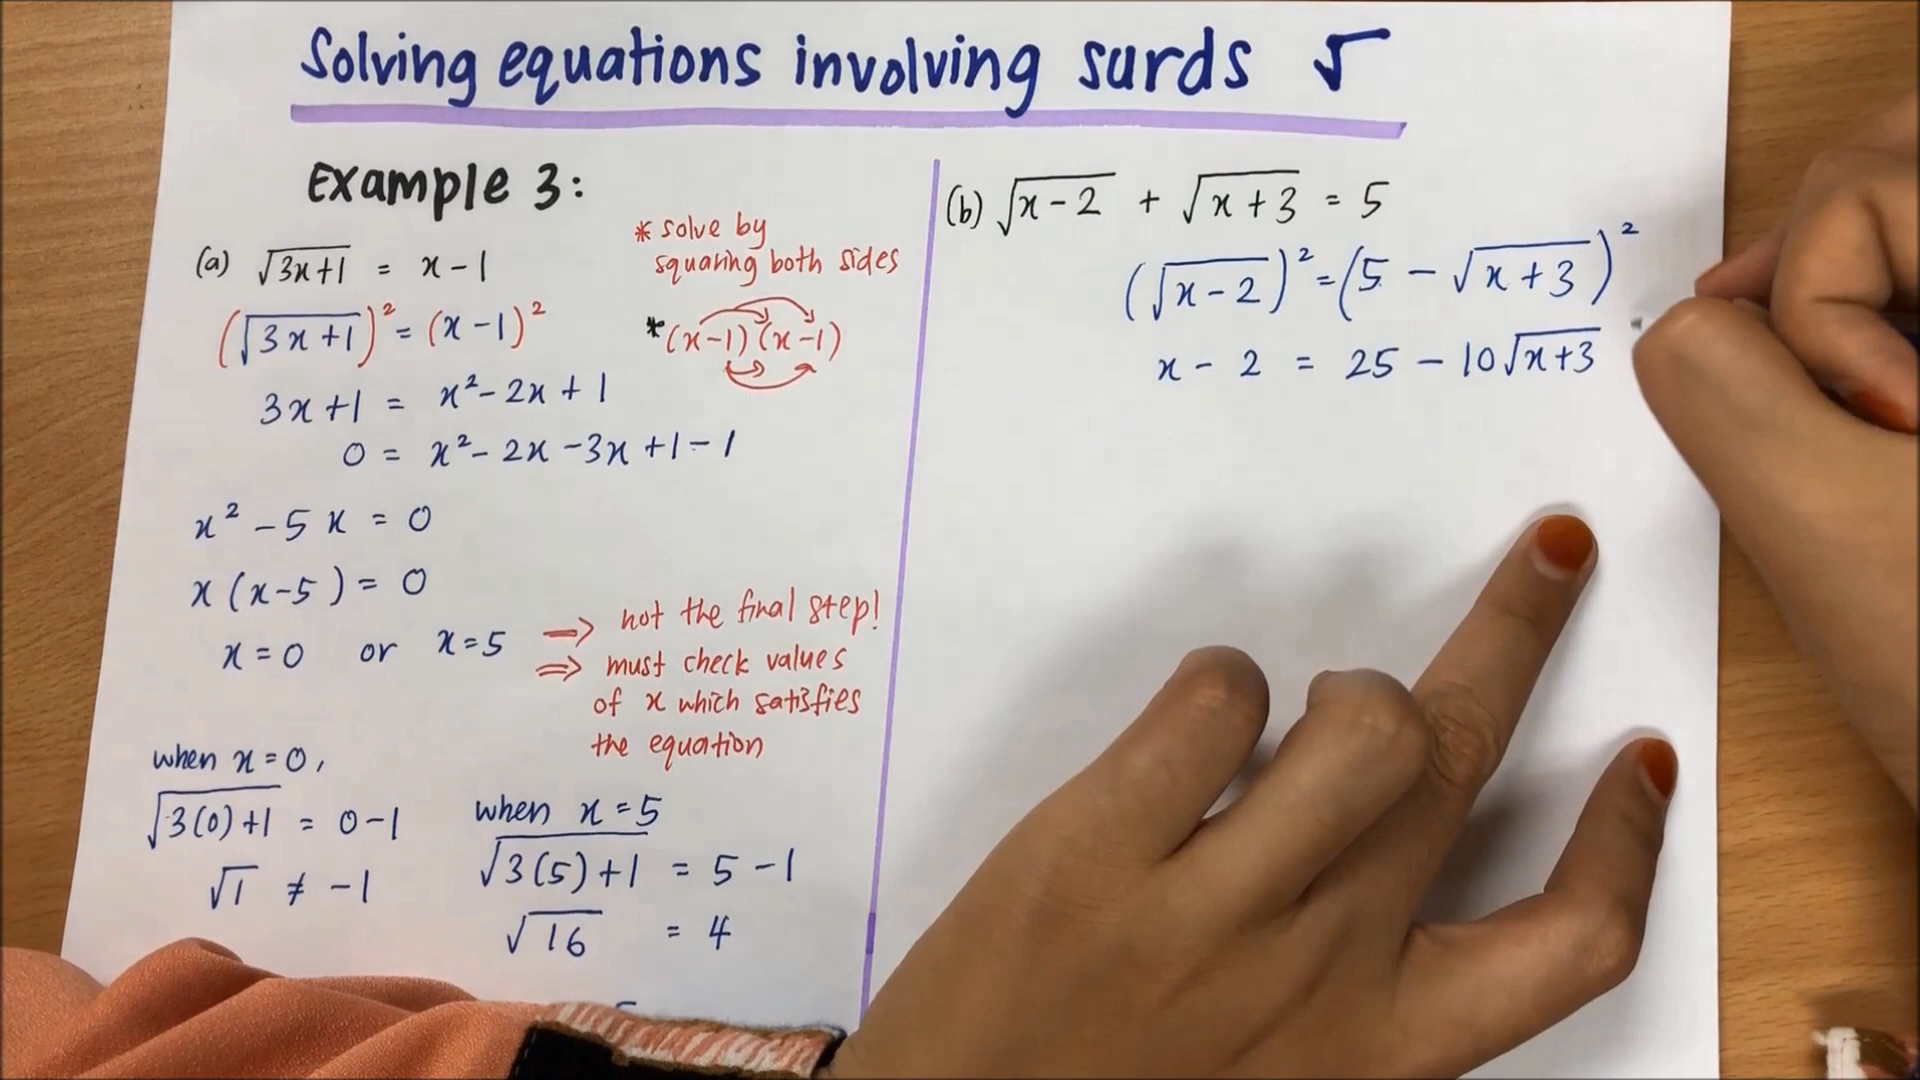 Solving equations involving surds √
Example 3:
(a) √(3x+1) = x - 1
* solve by
squaring both sides
(√(3x+1))² = (x - 1)²
*(x-1)(x-1)
3x+1 = x² - 2x + 1
0 = x² - 2x - 3x + 1 - 1
x² - 5x = 0
x(x-5) = 0
x = 0 or x = 5
⇒ not the final step!
⇒ must check values
of x which satisfies
the equation
when x = 0,
√(3(0)+1) = 0-1
√1 ≠ -1
when x = 5
√(3(5)+1) = 5 - 1
√16 = 4
(b) √(x-2) + √(x+3) = 5
(√(x-2))² = (5 - √(x+3))²
x - 2 = 25 - 10√(x+3)